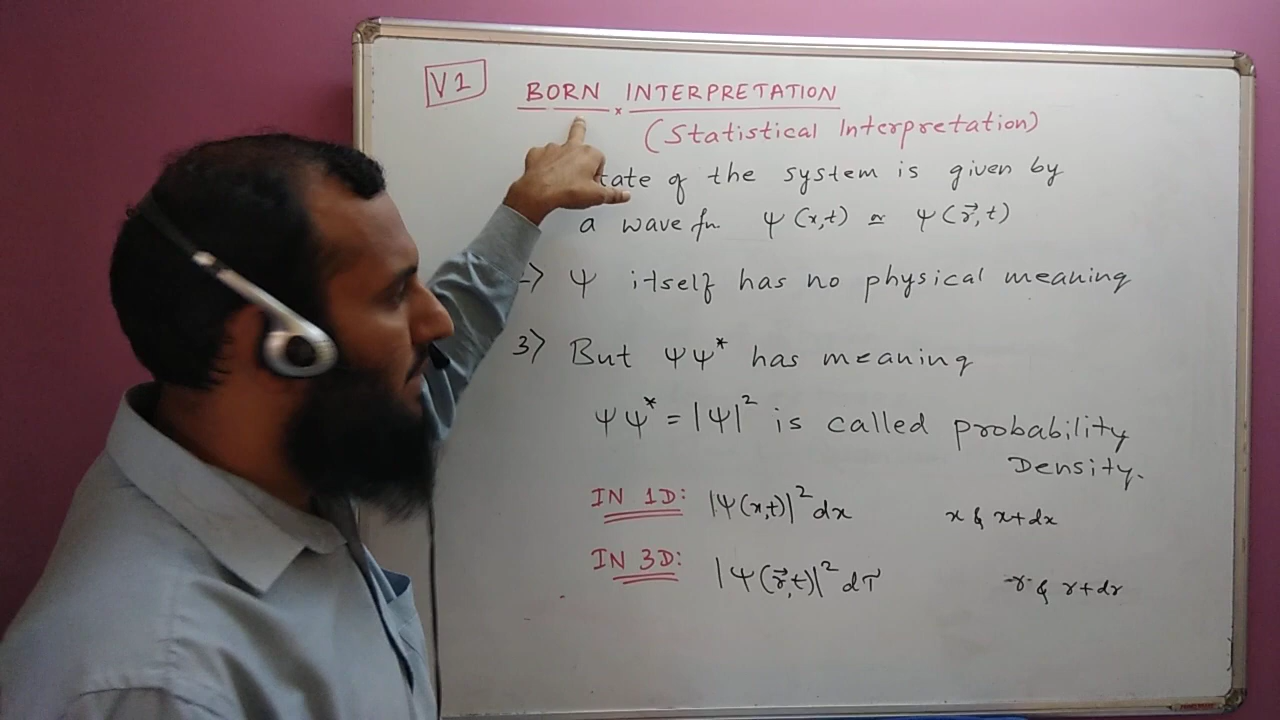 V1
BORN INTERPRETATION
(Statistical Interpretation)
tate of the system is given by
a wave fn ψ(x,t) or ψ(r⃗,t)
ψ itself has no physical meaning
3) But ψψ* has meaning
ψψ* = |ψ|² is called probability
Density.
IN 1D: |ψ(x,t)|² dx x & x+dx
IN 3D: |ψ(r⃗,t)|² dτ r & r+dr